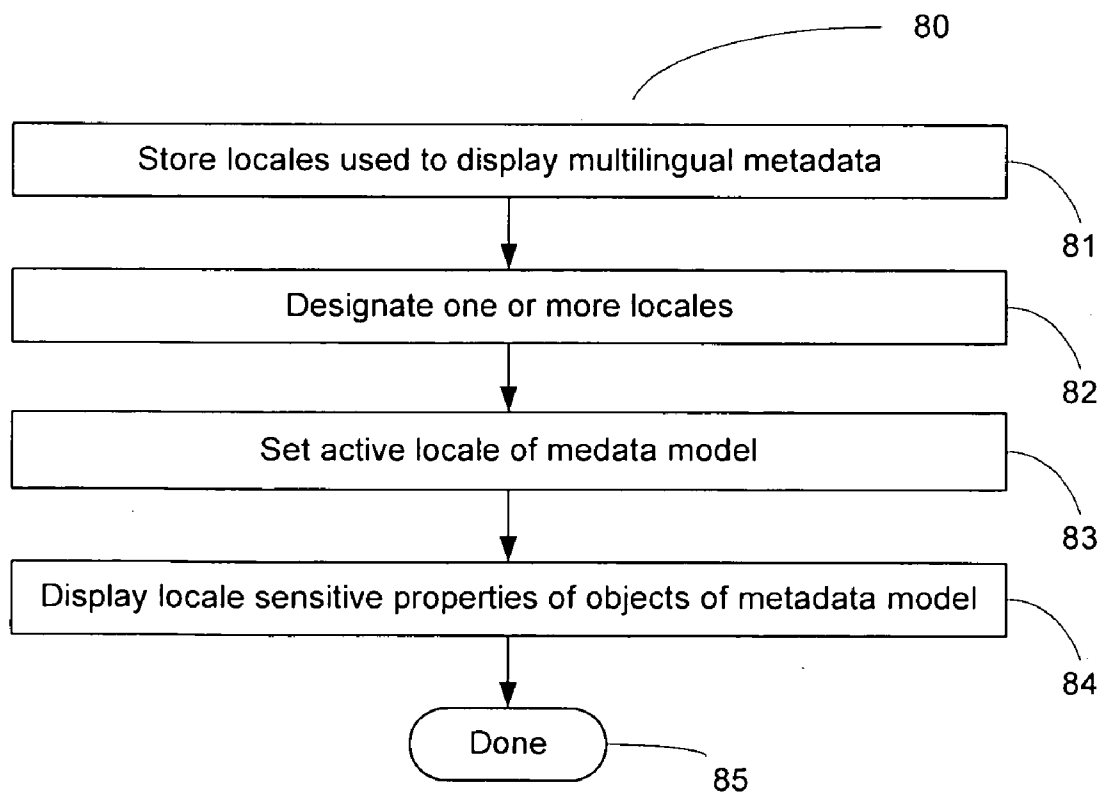 80
Store locales used to display multilingual metadata
81
Designate one or more locales
82
Set active locale of medata model
83
Display locale sensitive properties of objects of metadata model
84
Done
85